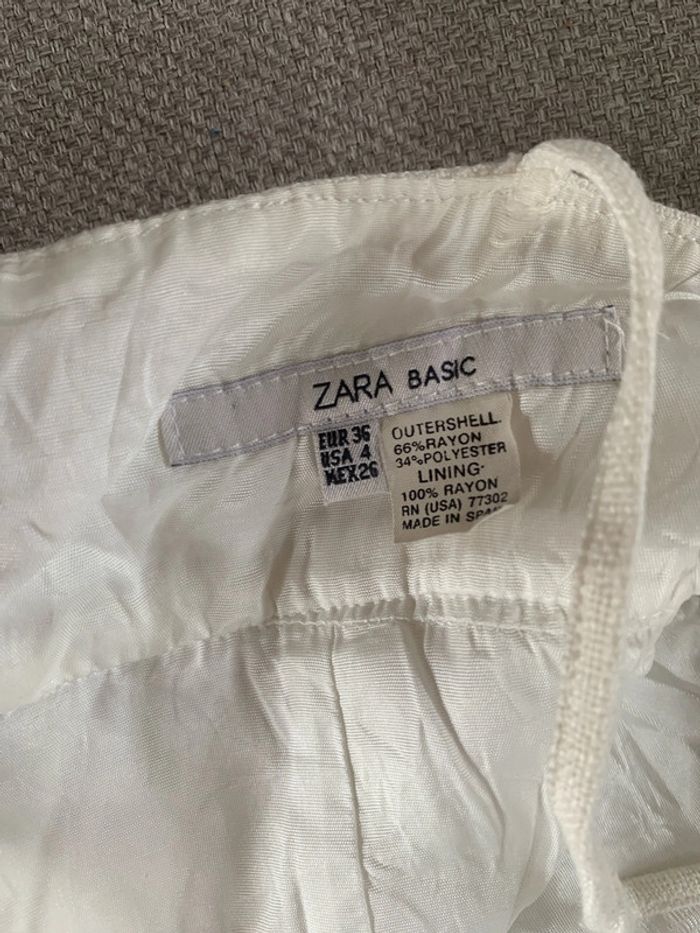 ZARA BASIC
EUR 36
USA 4
MEX 26
OUTERSHELL.
66%RAYON
34%POLYESTER
LINING-
100% RAYON
RN (USA) 77302
MADE IN